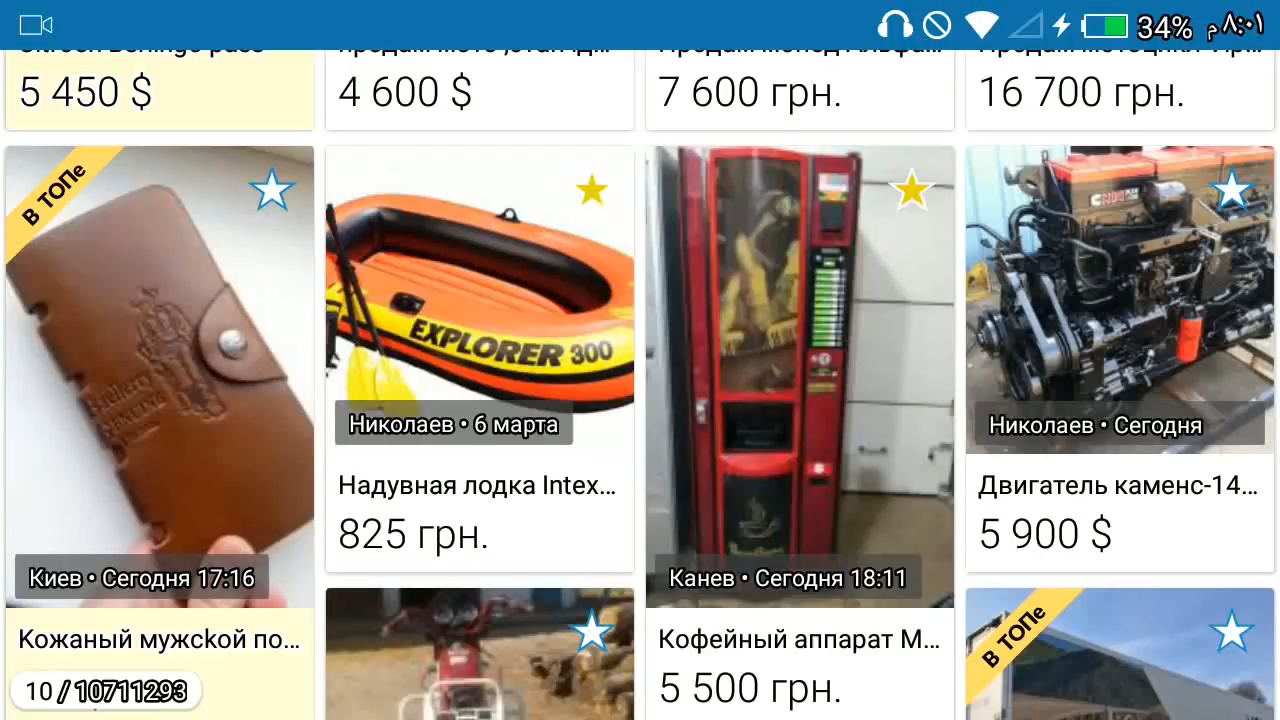 34% ٨:٠١ م
5 450 $
4 600 $
7 600 грн.
16 700 грн.
В ТОПе
EXPLORER 300
Киев • Сегодня 17:16
Николаев • 6 марта
Канев • Сегодня 18:11
Николаев • Сегодня
Кожаный мужской по...
Надувная лодка Intex...
825 грн.
Кофейный аппарат М...
5 500 грн.
Двигатель каменс-14...
5 900 $
В ТОПе
10 / 10711293